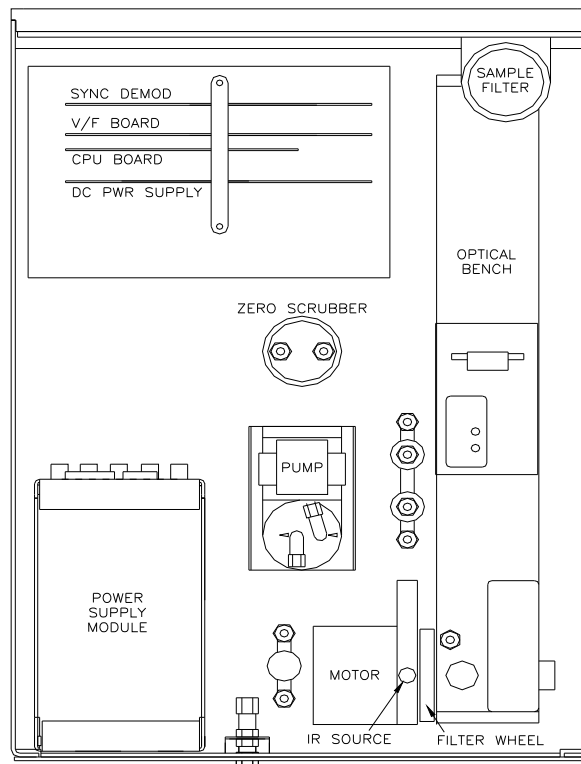 SAMPLE
FILTER
SYNC DEMOD
V/F BOARD
CPU BOARD
DC PWR SUPPLY
OPTICAL
BENCH
ZERO SCRUBBER
PUMP
POWER
SUPPLY
MODULE
MOTOR
IR SOURCE
FILTER WHEEL